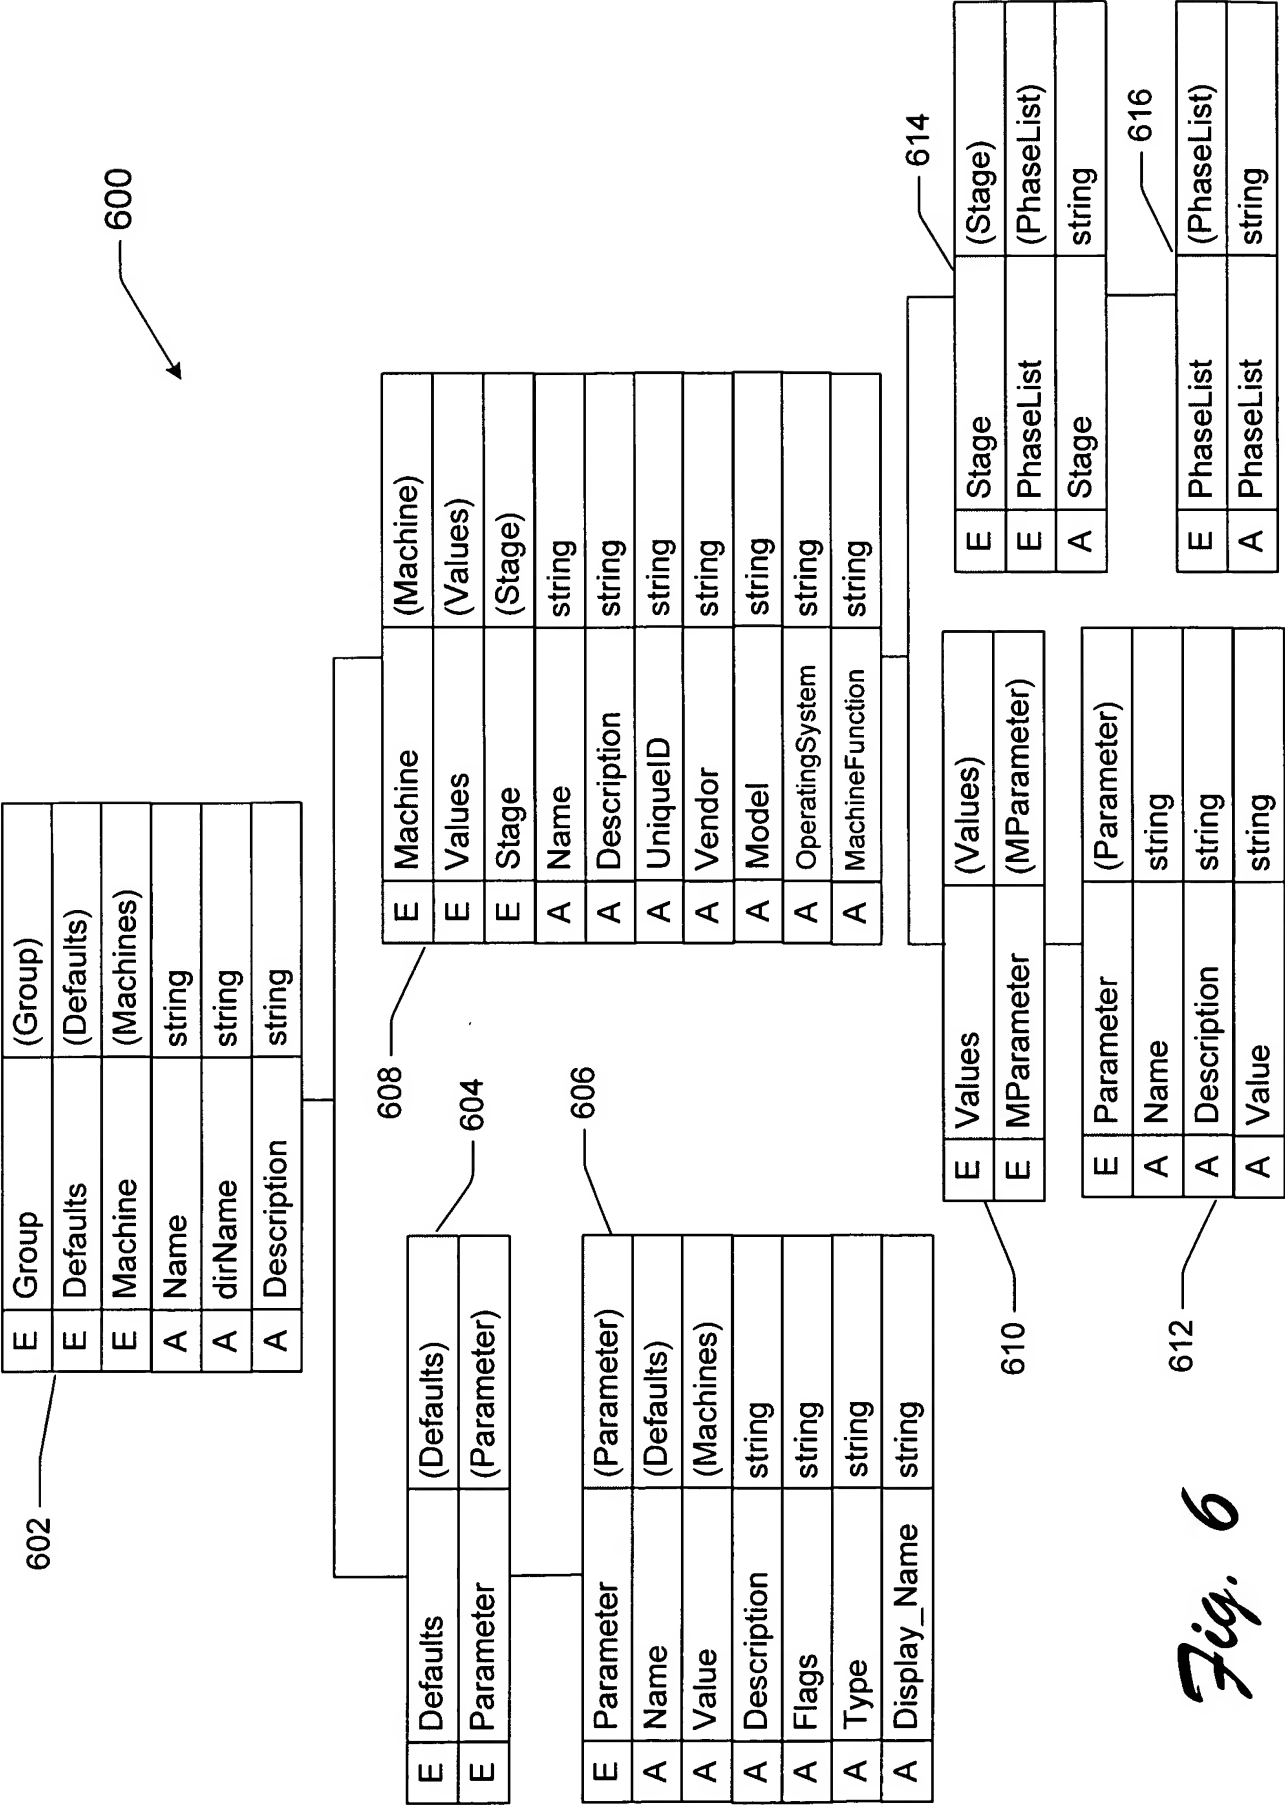 600
602
E Group (Group)
E Defaults (Defaults)
E Machine (Machines)
A Name string
A dirName string
A Description string
604
E Defaults (Defaults)
E Parameter (Parameter)
606
E Parameter (Parameter)
A Name (Defaults)
A Value (Machines)
A Description string
A Flags string
A Type string
A Display_Name string
608
E Machine (Machine)
E Values (Values)
E Stage (Stage)
A Name string
A Description string
A UniqueID string
A Vendor string
A Model string
A OperatingSystem string
A MachineFunction string
610
E Values (Values)
E MParameter (MParameter)
612
E Parameter (Parameter)
A Name string
A Description string
A Value string
614
E Stage (Stage)
E PhaseList (PhaseList)
A Stage string
616
E PhaseList (PhaseList)
A PhaseList string
Fig. 6